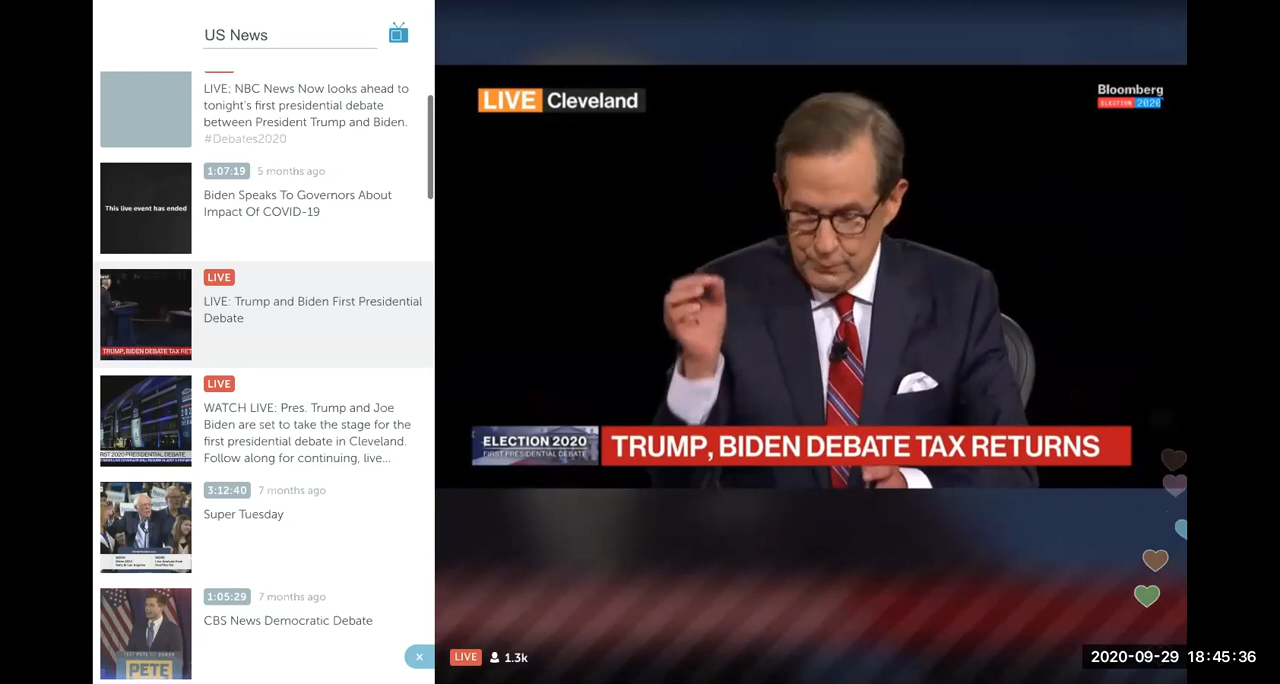 US News
LIVE: NBC News Now looks ahead to
tonight's first presidential debate
between President Trump and Biden.
#Debates2020
This live event has ended
1:07:19 5 months ago
Biden Speaks To Governors About
Impact Of COVID-19
TRUMP, BIDEN DEBATE TAX RET
LIVE
LIVE: Trump and Biden First Presidential
Debate
RST 2020 PRESIDENTIAL DEBATE
LIVE
WATCH LIVE: Pres. Trump and Joe
Biden are set to take the stage for the
first presidential debate in Cleveland.
Follow along for continuing, live...
3:12:40 7 months ago
Super Tuesday
PETE
1:05:29 7 months ago
CBS News Democratic Debate
×
LIVE Cleveland
Bloomberg
ELECTION 2020
ELECTION 2020
FIRST PRESIDENTIAL DEBATE
TRUMP, BIDEN DEBATE TAX RETURNS
LIVE 1.3k
2020-09-29 18:45:36